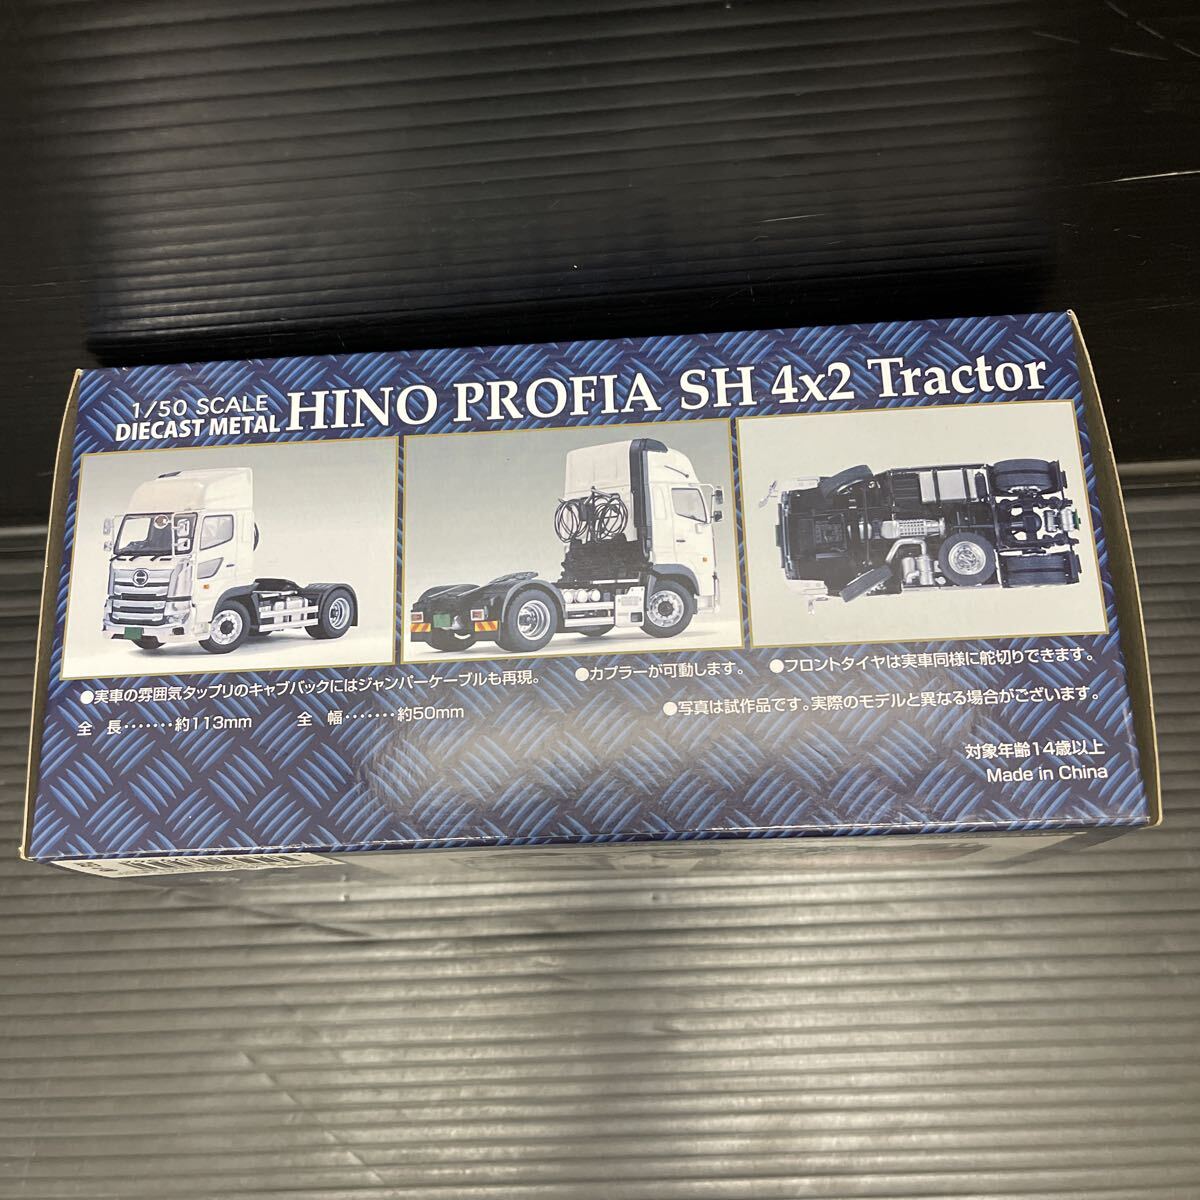 1/50 SCALE
DIECAST METAL
HINO PROFIA SH 4x2 Tractor
●実車の雰囲気タップリのキャブバックにはジャンパーケーブルも再現。
●カプラーが可動します。
●フロントタイヤは実車同様に舵切りできます。
全 長・・・・・・・約113mm
全 幅・・・・・・・約50mm
●写真は試作品です。実際のモデルと異なる場合がございます。
対象年齢14歳以上
Made in China